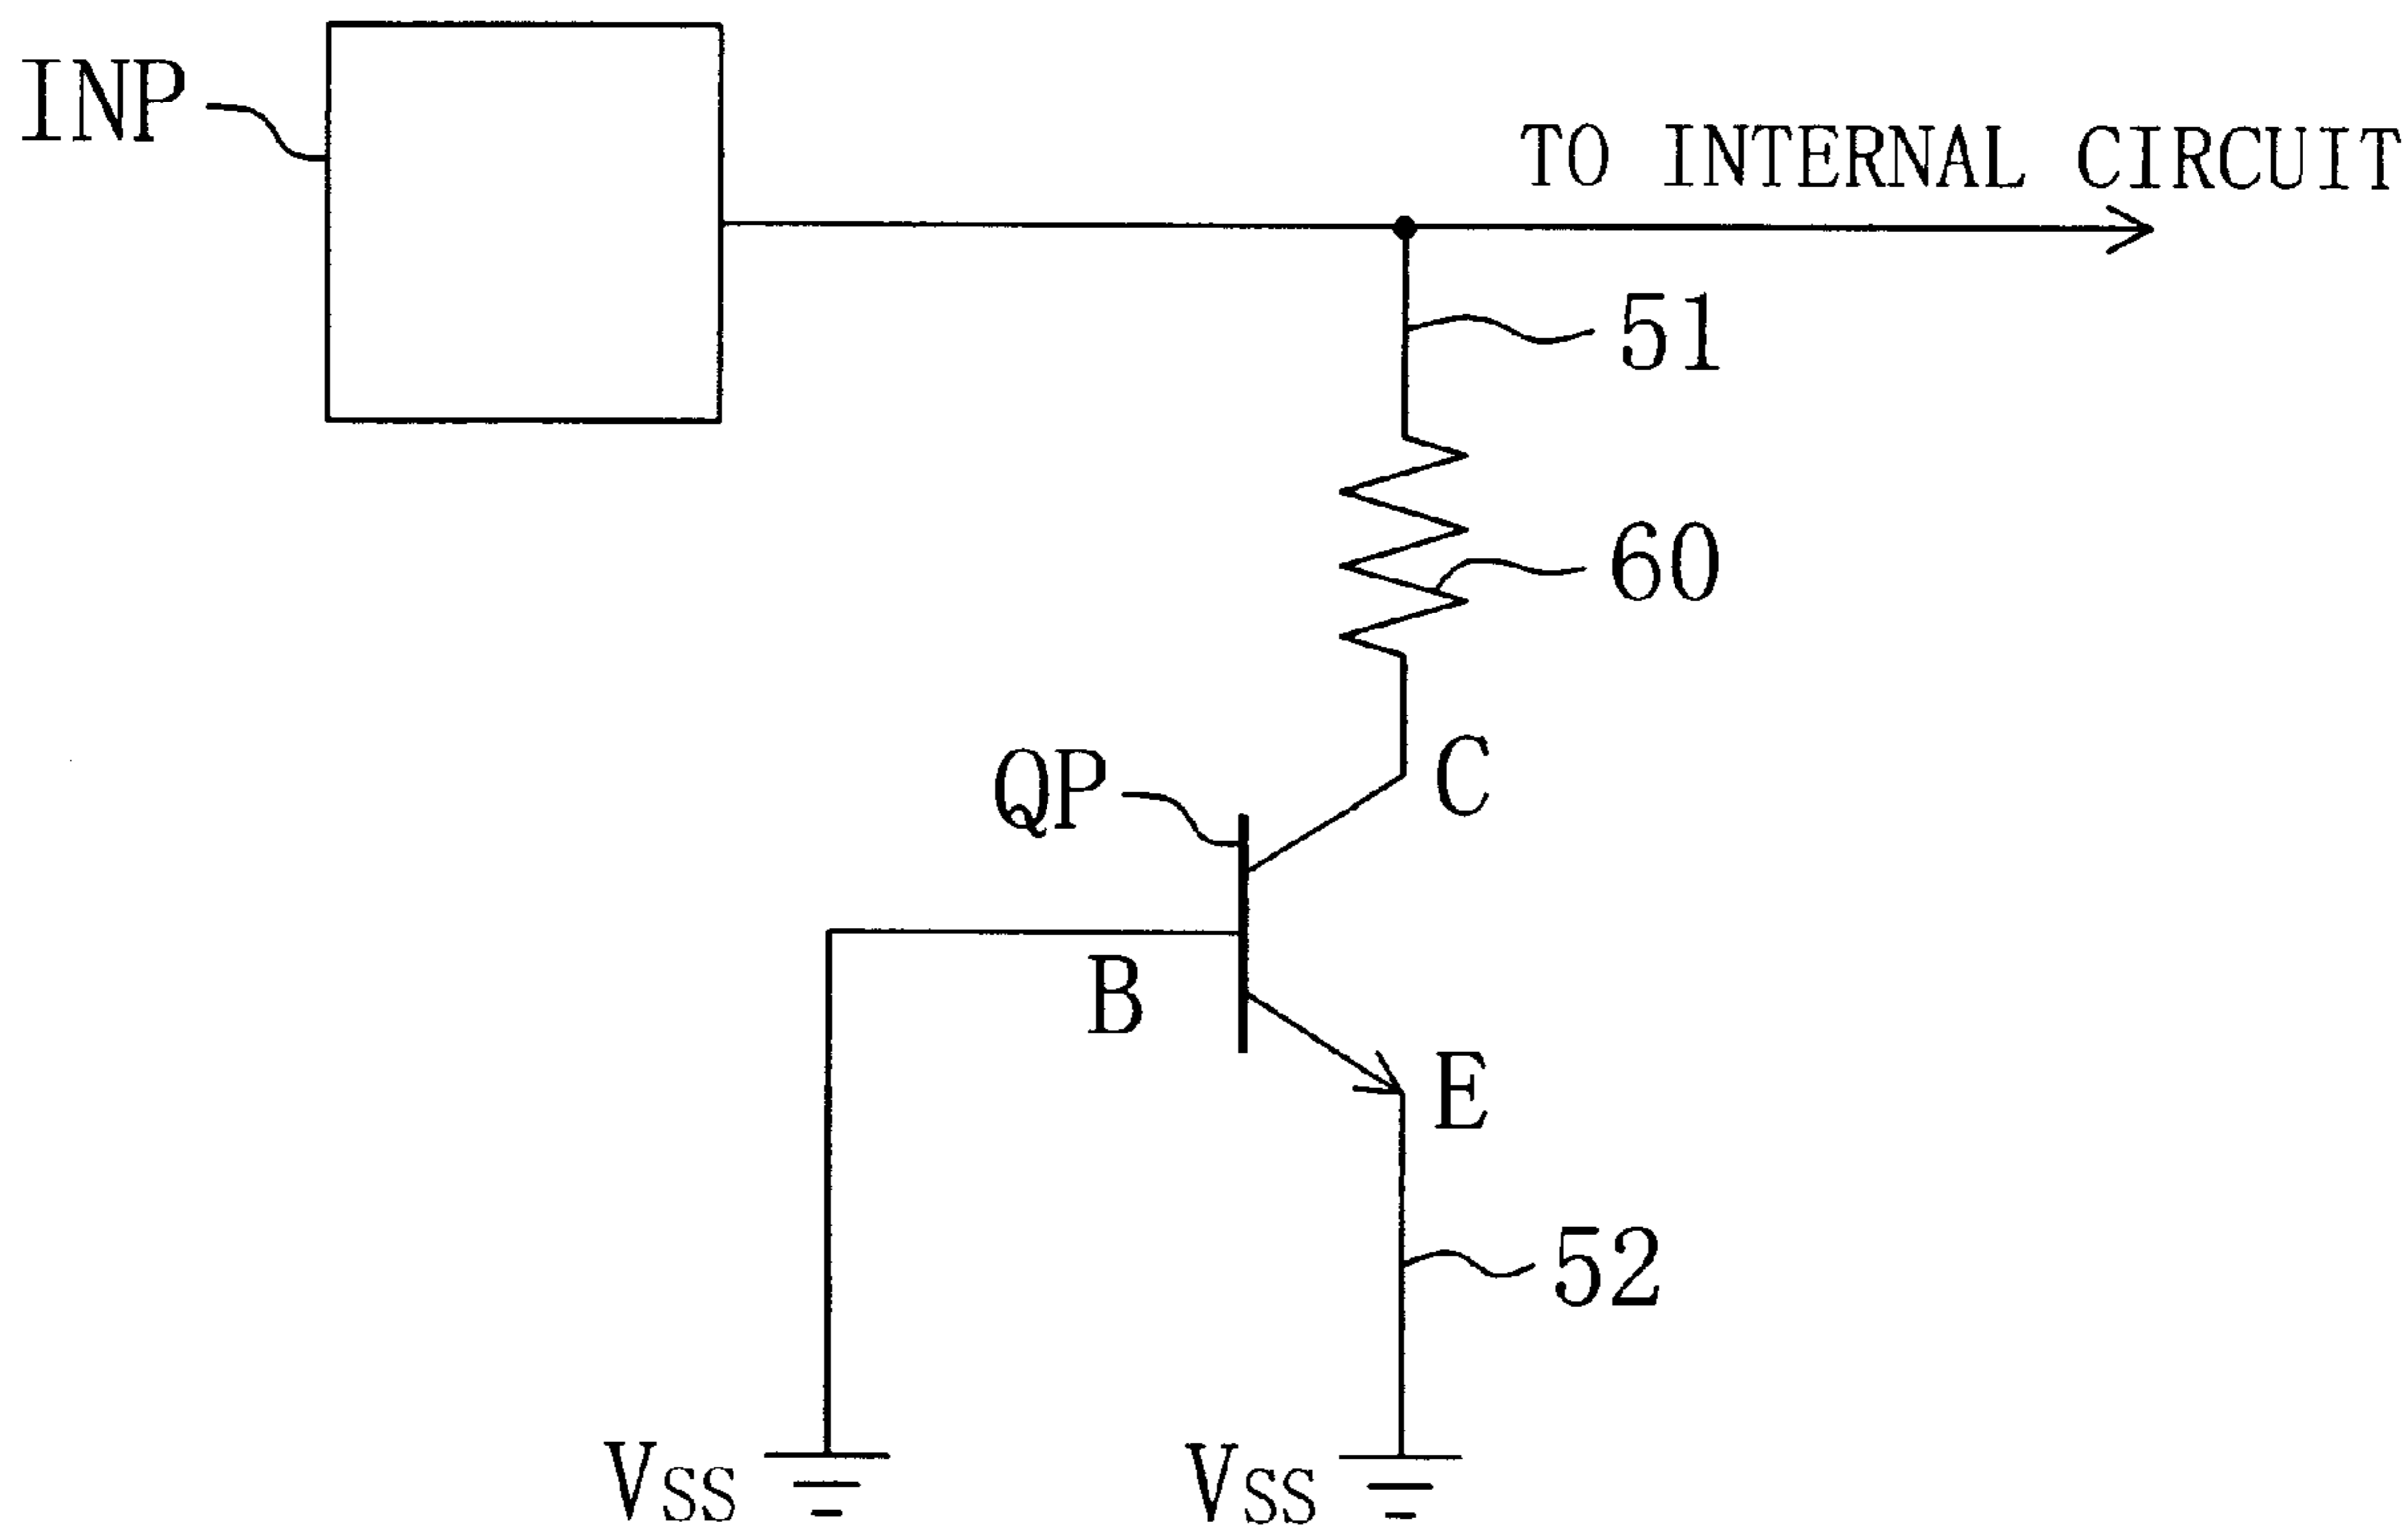 INP
TO INTERNAL CIRCUIT
51
60
C
QP
B
E
52
VSS
VSS